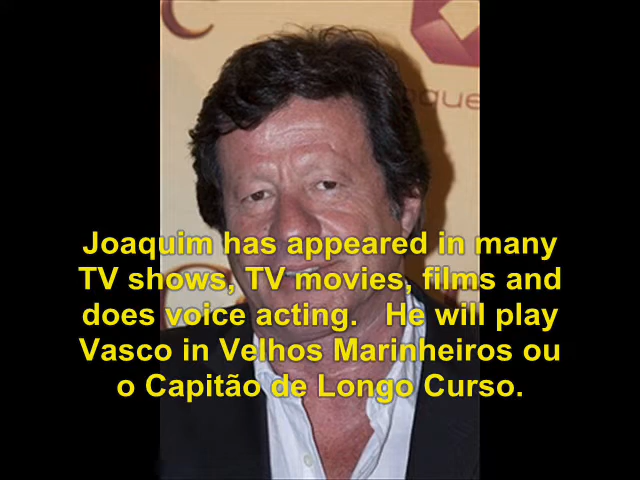 oque
Joaquim has appeared in many
TV shows, TV movies, films and
does voice acting.   He will play
Vasco in Velhos Marinheiros ou
o Capitão de Longo Curso.